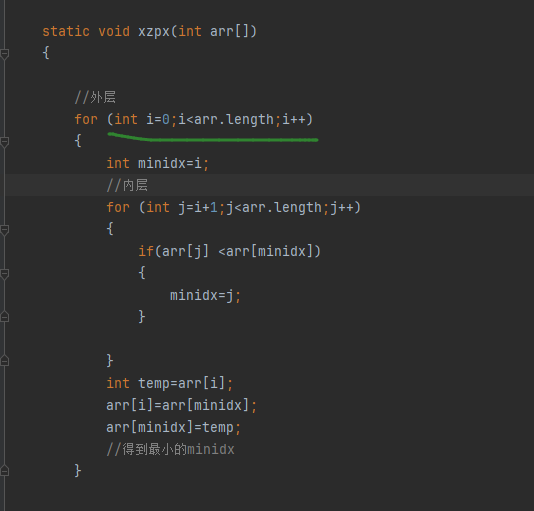 static void xzpx(int arr[])
{
//外层
for (int i=0;i<arr.length;i++)
{
int minidx=i;
//内层
for (int j=i+1;j<arr.length;j++)
{
if(arr[j] <arr[minidx])
{
minidx=j;
}
}
int temp=arr[i];
arr[i]=arr[minidx];
arr[minidx]=temp;
//得到最小的minidx
}